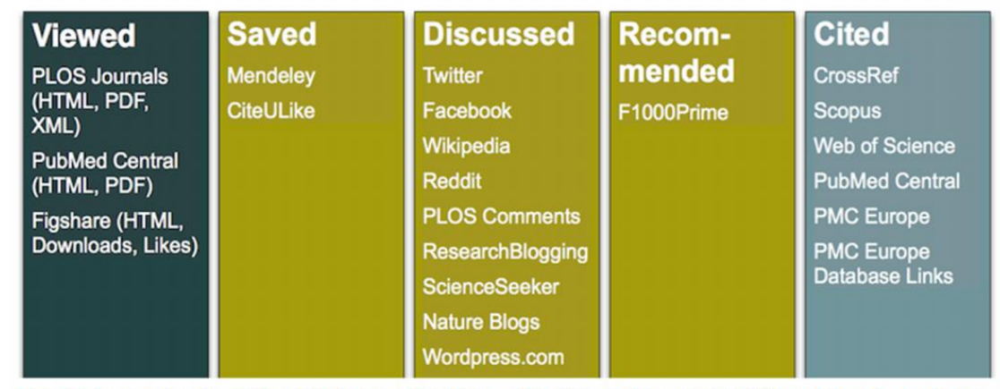 Viewed
PLOS Journals
(HTML, PDF,
XML)
PubMed Central
(HTML, PDF)
Figshare (HTML,
Downloads, Likes)
Saved
Mendeley
CiteULike
Discussed
Twitter
Facebook
Wikipedia
Reddit
PLOS Comments
ResearchBlogging
ScienceSeeker
Nature Blogs
Wordpress.com
Recom-
mended
F1000Prime
Cited
CrossRef
Scopus
Web of Science
PubMed Central
PMC Europe
PMC Europe
Database Links